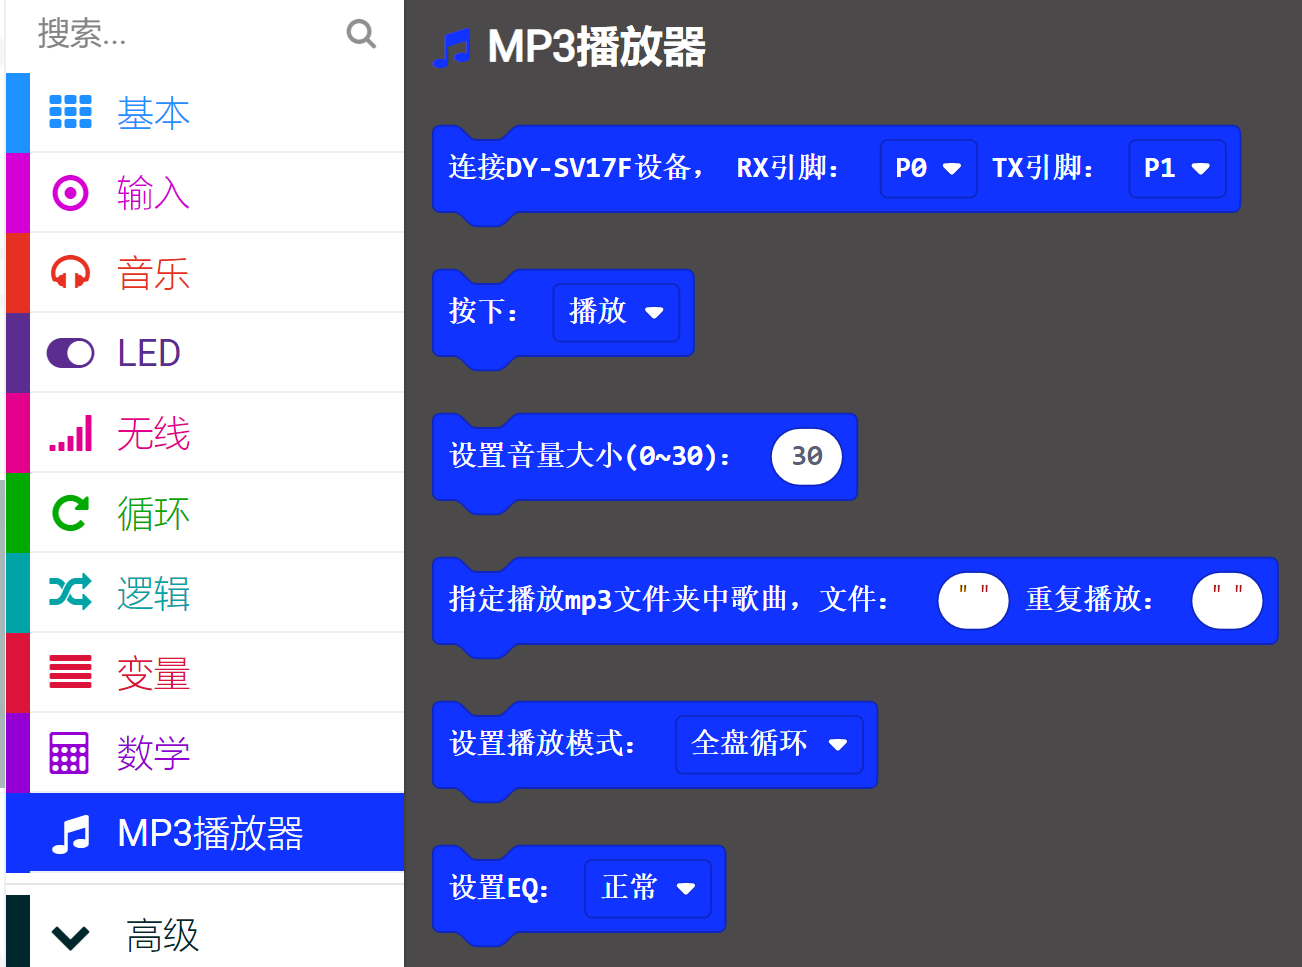 搜索...
基本
输入
音乐
LED
无线
循环
逻辑
变量
数学
MP3播放器
高级
MP3播放器
连接DY-SV17F设备， RX引脚： P0 TX引脚： P1
按下： 播放
设置音量大小(0~30)： 30
指定播放mp3文件夹中歌曲，文件： " " 重复播放： " "
设置播放模式： 全盘循环
设置EQ： 正常